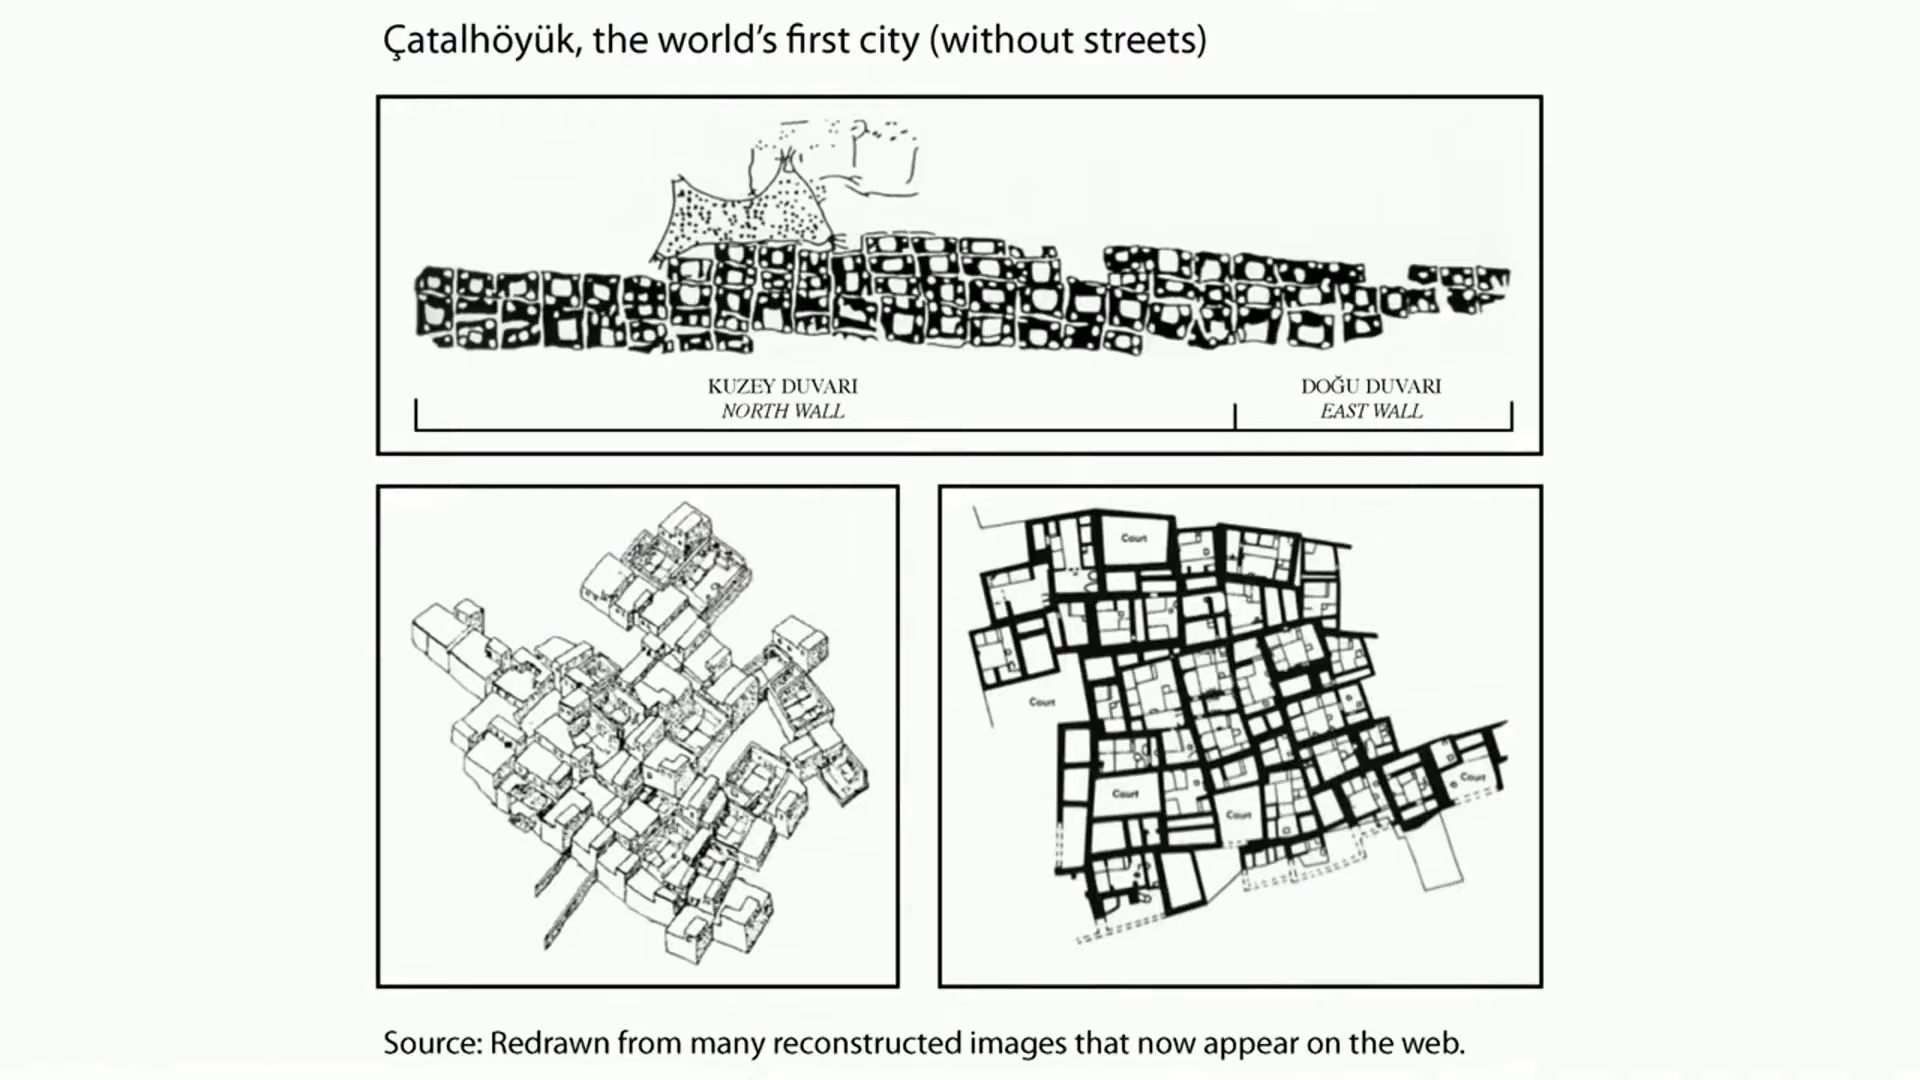 Çatalhöyük, the world's first city (without streets)
KUZEY DUVARI
NORTH WALL
DOĞU DUVARI
EAST WALL
Court
Court
Court
Court
Court
Source: Redrawn from many reconstructed images that now appear on the web.